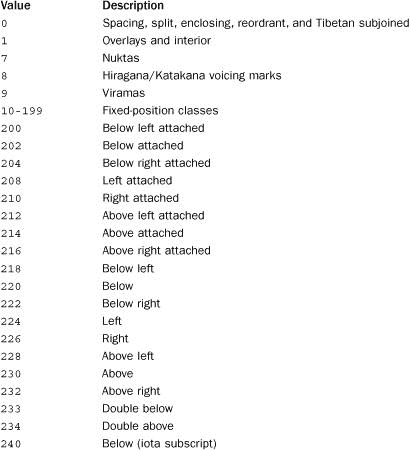 Value Description
0 Spacing, split, enclosing, reordrant, and Tibetan subjoined
1 Overlays and interior
7 Nuktas
8 Hiragana/Katakana voicing marks
9 Viramas
10-199 Fixed-position classes
200 Below left attached
202 Below attached
204 Below right attached
208 Left attached
210 Right attached
212 Above left attached
214 Above attached
216 Above right attached
218 Below left
220 Below
222 Below right
224 Left
226 Right
228 Above left
230 Above
232 Above right
233 Double below
234 Double above
240 Below (iota subscript)